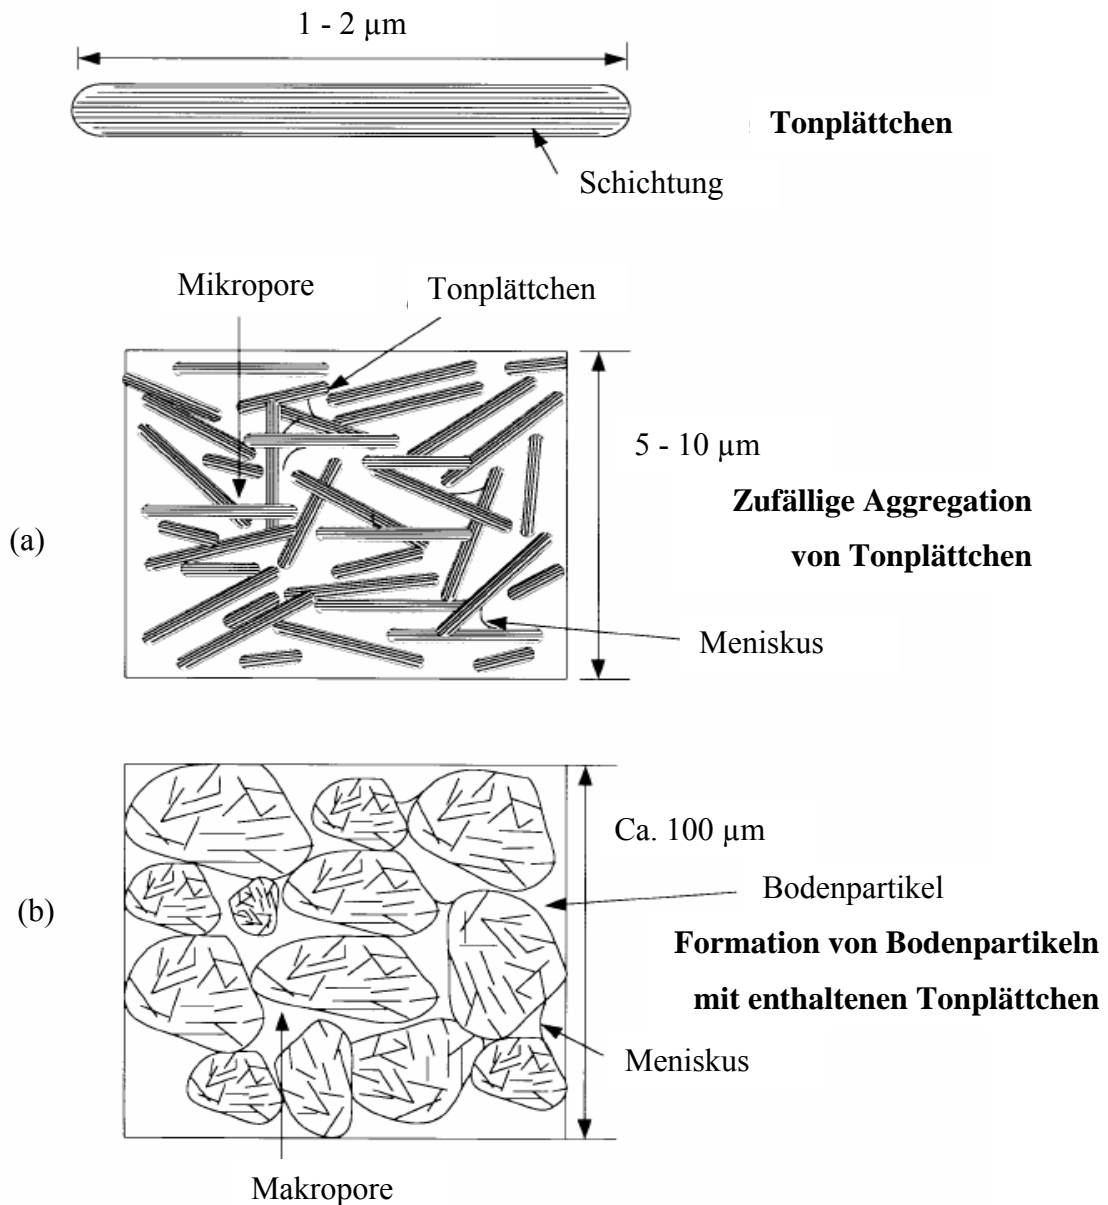 1 - 2 µm
Tonplättchen
Schichtung
Mikropore
Tonplättchen
5 - 10 µm
Zufällige Aggregation
von Tonplättchen
(a)
Meniskus
Ca. 100 µm
Bodenpartikel
(b)
Formation von Bodenpartikeln
mit enthaltenen Tonplättchen
Meniskus
Makropore